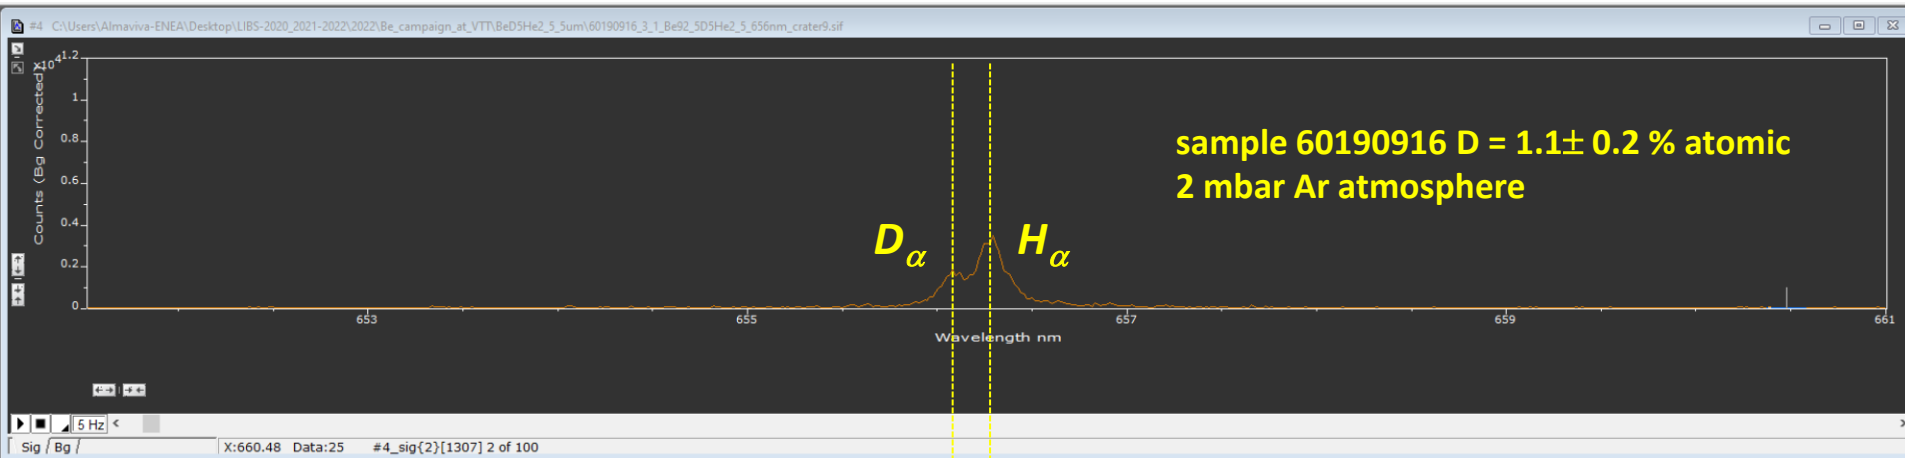 #4 C:\Users\Almaviva-ENEA\Desktop\LIBS-2020_2021-2022\2022\Be_campaign_at_VTT\BeD5He2_5_5um\60190916_3_1_Be92_5D5He2_5_656nm_crater9.sif
x10^4
1.2
1
0.8
0.6
0.4
0.2
0
Counts (Bg Corrected)
sample 60190916 D = 1.1± 0.2 % atomic
2 mbar Ar atmosphere
Dα Hα
653 655 657 659 661
Wavelength nm
5 Hz
Sig / Bg X:660.48 Data:25 #4_sig{2}[1307] 2 of 100